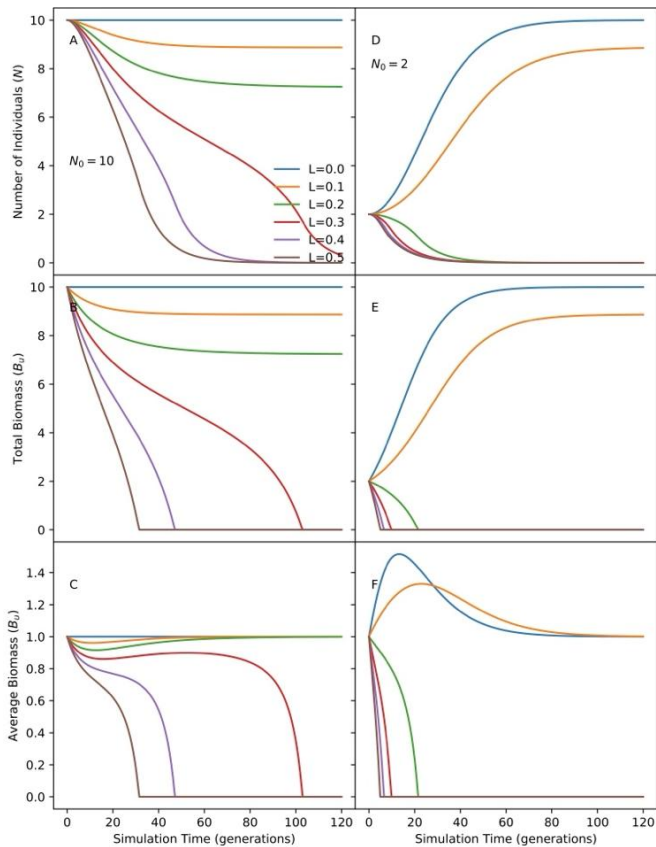 10
8
6
4
2
0
Number of Individuals (N)
A
N₀ = 10
L=0.0
L=0.1
L=0.2
L=0.3
L=0.4
L=0.5
D
N₀ = 2
10
8
6
4
2
0
Total Biomass (Bᵤ)
B
E
1.4
1.2
1.0
0.8
0.6
0.4
0.2
0.0
Average Biomass (Bᵤ)
C
F
0 20 40 60 80 100 120
0 20 40 60 80 100 120
Simulation Time (generations)
Simulation Time (generations)